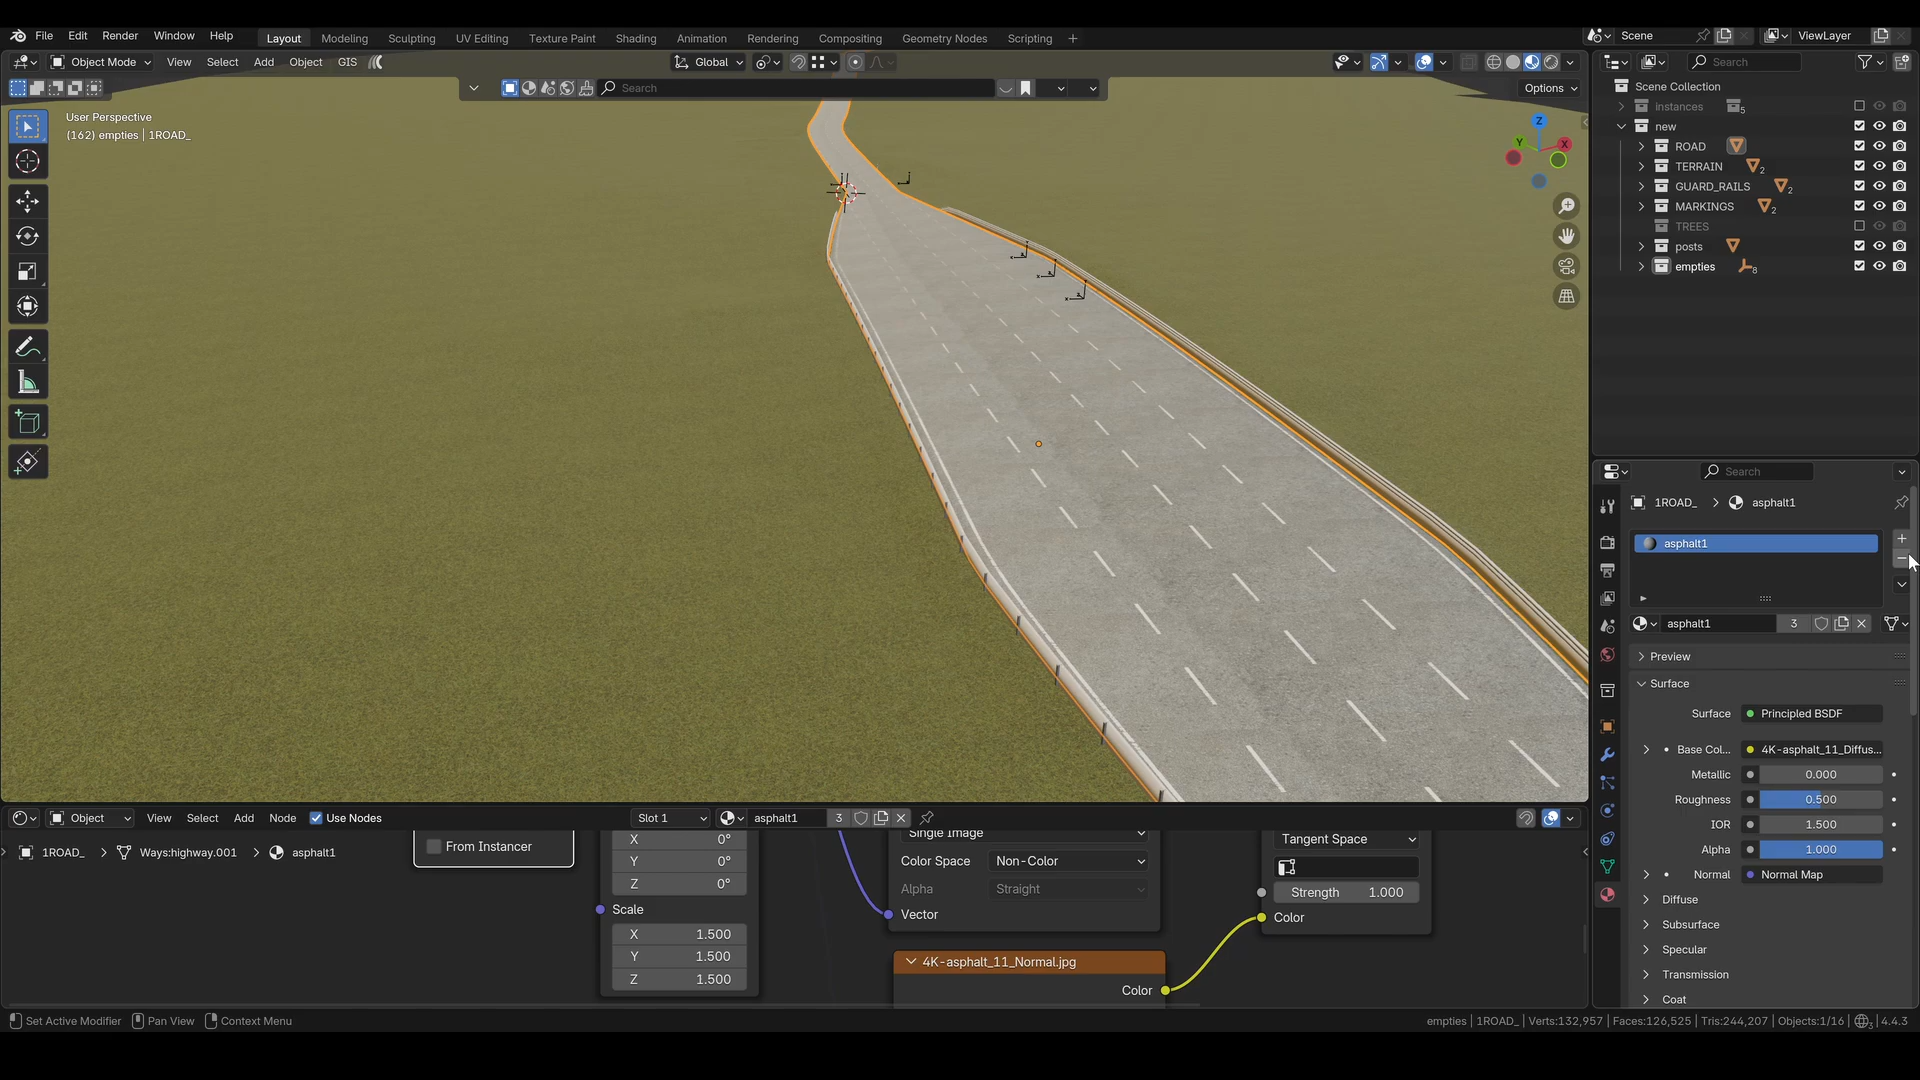 File Edit Render Window Help Layout Modeling Sculpting UV Editing Texture Paint Shading Animation Rendering Compositing Geometry Nodes Scripting + Scene ViewLayer
Object Mode View Select Add Object GIS Global Search
Search Options
User Perspective
(162) empties | 1ROAD_
Z
Y
X
Scene Collection
Instances 5
new
ROAD
TERRAIN 2
GUARD_RAILS 2
MARKINGS 2
TREES
posts
empties 8
Search
1ROAD_ > asphalt1
asphalt1
asphalt1 3
Preview
Surface
Surface Principled BSDF
Base Col... 4K-asphalt_11_Diffus...
Metallic 0.000
Roughness 0.500
IOR 1.500
Alpha 1.000
Normal Normal Map
Diffuse
Subsurface
Specular
Transmission
Coat
Object View Select Add Node Use Nodes Slot 1 asphalt1 3
1ROAD_ > Ways:highway.001 > asphalt1
From Instancer
X 0°
Y 0°
Z 0°
Scale
X 1.500
Y 1.500
Z 1.500
Single Image
Color Space Non-Color
Alpha Straight
Vector
4K-asphalt_11_Normal.jpg
Color
Tangent Space
Strength 1.000
Color
Set Active Modifier Pan View Context Menu
empties | 1ROAD_ | Verts:132,957 | Faces:126,525 | Tris:244,207 | Objects:1/16 | 3 | 4.4.3